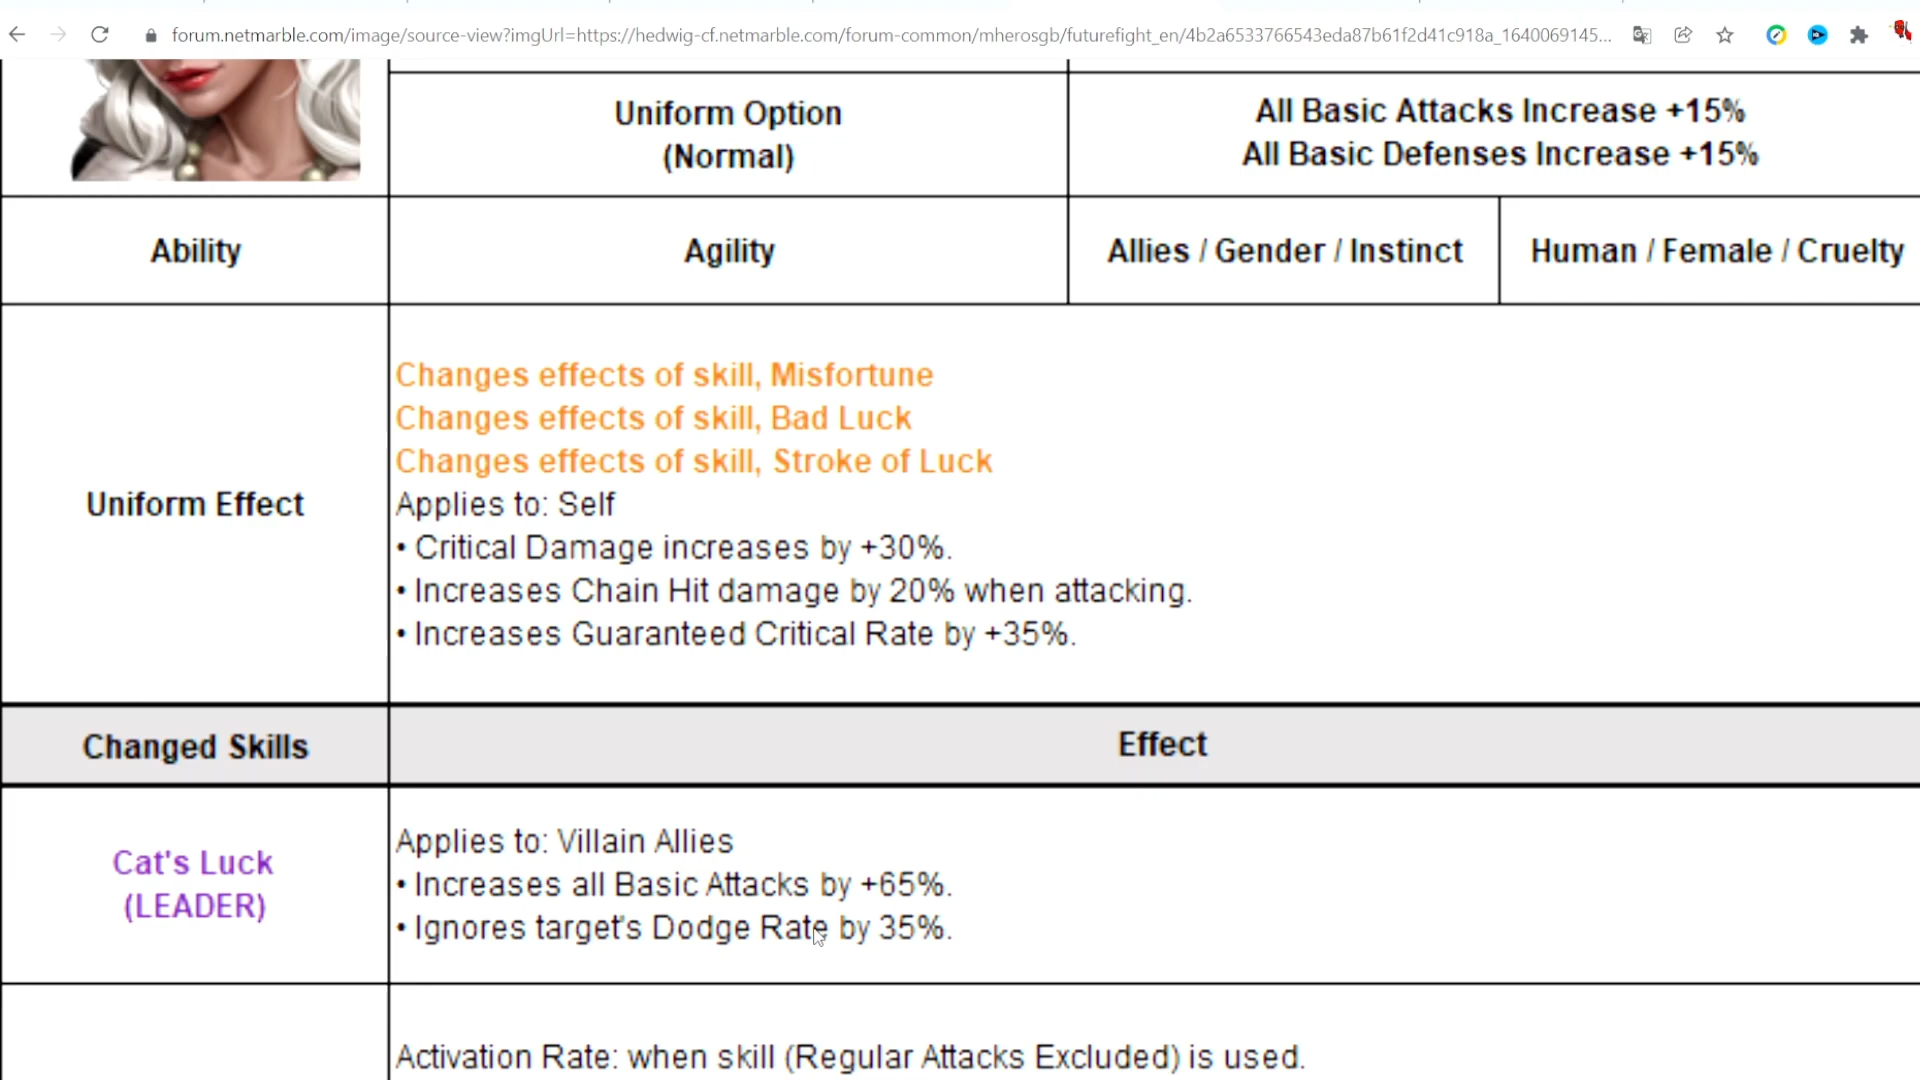 forum.netmarble.com/image/source-view?imgUrl=https://hedwig-cf.netmarble.com/forum-common/mherosgb/futurefight_en/4b2a6533766543eda87b61f2d41c918a_1640069145...
Uniform Option
(Normal)
All Basic Attacks Increase +15%
All Basic Defenses Increase +15%
Ability
Agility
Allies / Gender / Instinct
Human / Female / Cruelty
Uniform Effect
Changes effects of skill, Misfortune
Changes effects of skill, Bad Luck
Changes effects of skill, Stroke of Luck
Applies to: Self
• Critical Damage increases by +30%.
• Increases Chain Hit damage by 20% when attacking.
• Increases Guaranteed Critical Rate by +35%.
Changed Skills
Effect
Cat's Luck
(LEADER)
Applies to: Villain Allies
• Increases all Basic Attacks by +65%.
• Ignores target's Dodge Rate by 35%.
Activation Rate: when skill (Regular Attacks Excluded) is used.